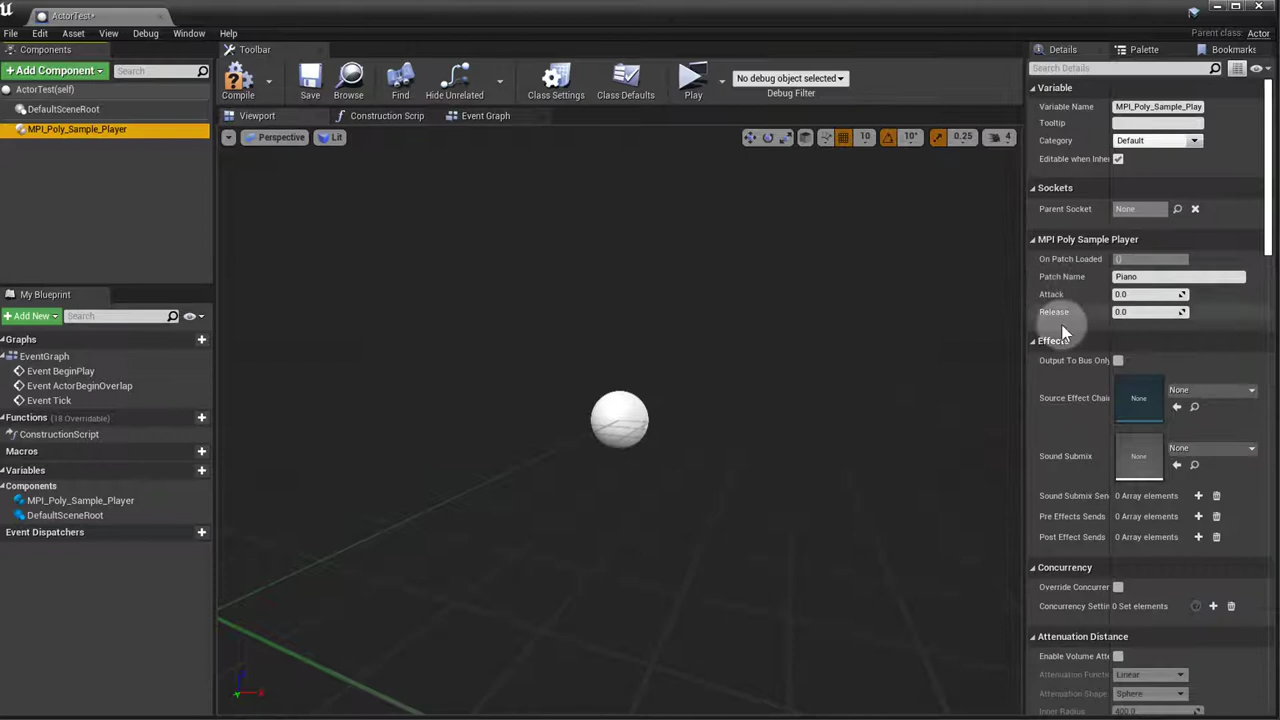 ActorTest*
File Edit Asset View Debug Window Help
Parent class: Actor
Components
+Add Component
Search
ActorTest(self)
DefaultSceneRoot
MPI_Poly_Sample_Player
My Blueprint
+Add New
Search
Graphs
EventGraph
Event BeginPlay
Event ActorBeginOverlap
Event Tick
Functions (18 Overridable)
ConstructionScript
Macros
Variables
Components
MPI_Poly_Sample_Player
DefaultSceneRoot
Event Dispatchers
Toolbar
Compile Save Browse Find Hide Unrelated Class Settings Class Defaults Play
No debug object selected
Debug Filter
Viewport Construction Scrip Event Graph
Perspective Lit 10 10° 0.25 4
Details Palette Bookmarks
Search Details
Variable
Variable Name MPI_Poly_Sample_Play
Tooltip
Category Default
Editable when Inhe
Sockets
Parent Socket None
MPI Poly Sample Player
On Patch Loaded ()
Patch Name Piano
Attack 0.0
Release 0.0
Effects
Output To Bus Only
Source Effect Chai None None
Sound Submix None None
Sound Submix Sen 0 Array elements
Pre Effects Sends 0 Array elements
Post Effect Sends 0 Array elements
Concurrency
Override Concurrer
Concurrency Settin 0 Set elements
Attenuation Distance
Enable Volume Atte
Attenuation Functi Linear
Attenuation Shape Sphere
Inner Radius 400.0